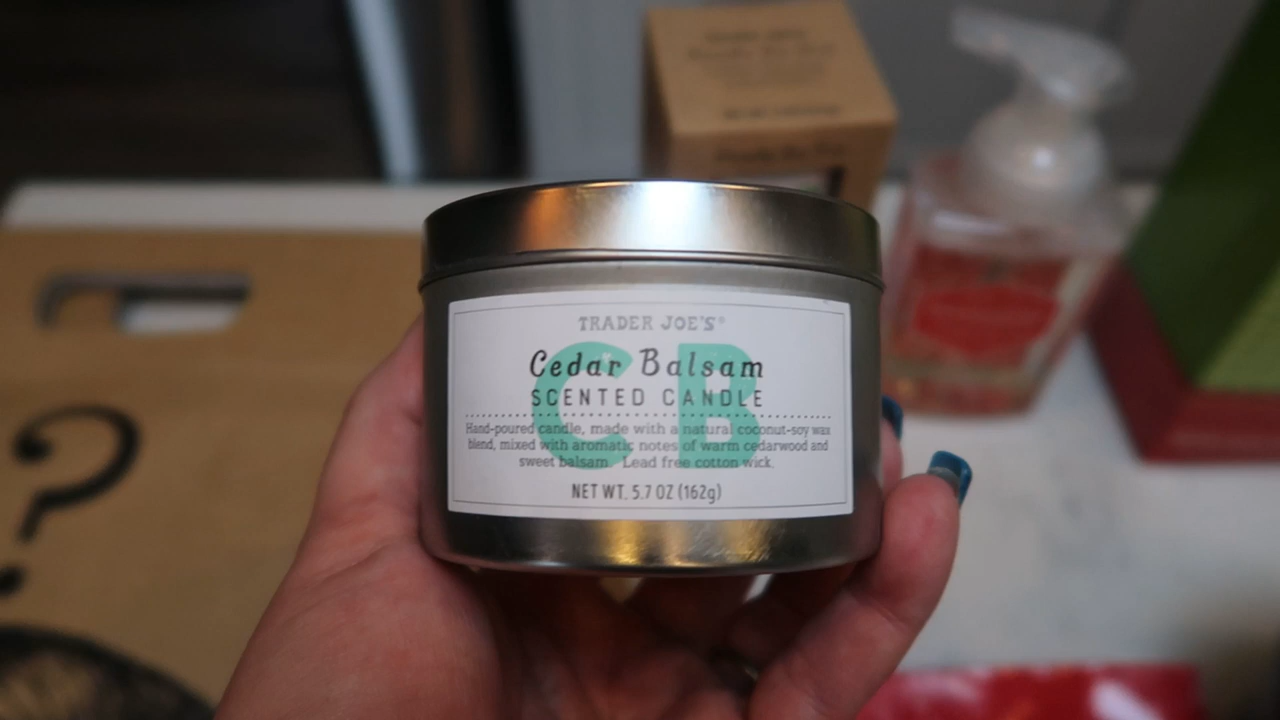 TRADER JOE'S®
Cedar Balsam
SCENTED CANDLE
CB
Hand-poured candle, made with a natural coconut-soy wax
blend, mixed with aromatic notes of warm cedarwood and
sweet balsam. Lead free cotton wick.
NET WT. 5.7 OZ (162g)
?